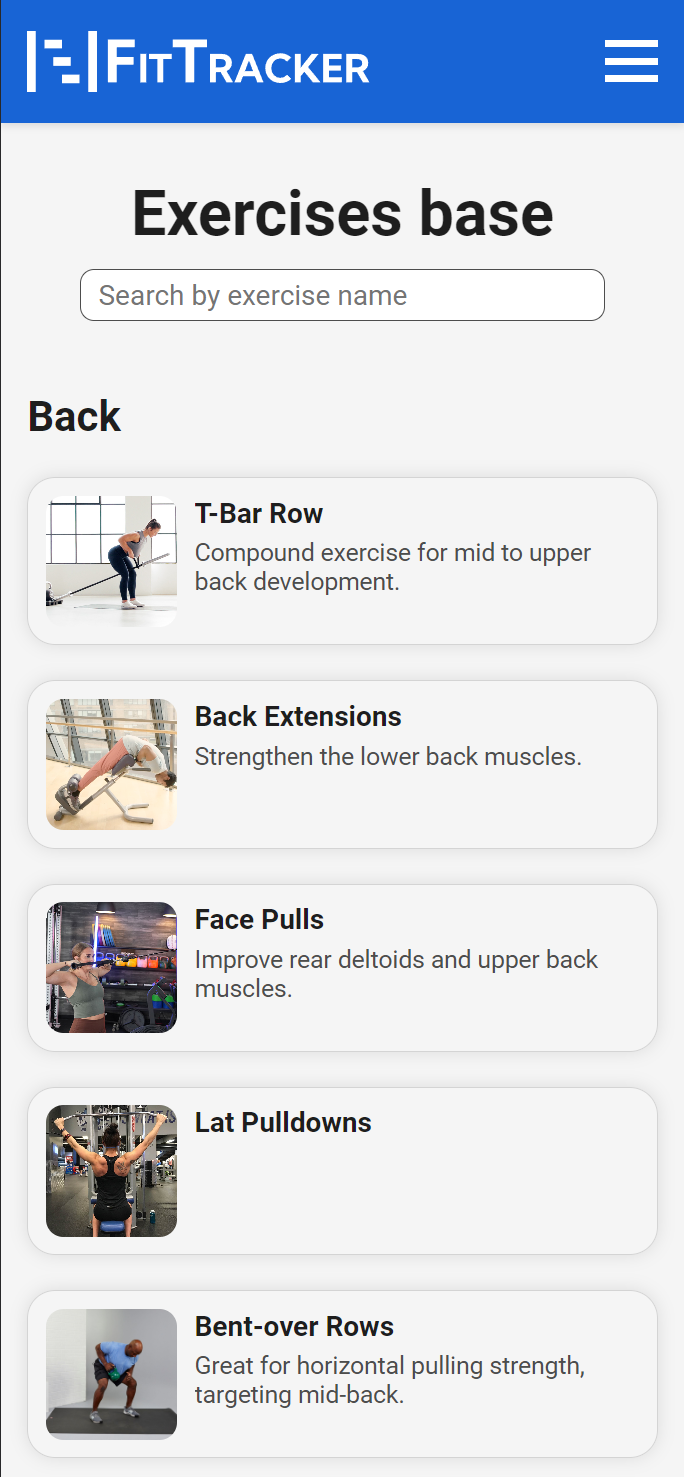 FITTRACKER
Exercises base
Search by exercise name
Back
T-Bar Row
Compound exercise for mid to upper
back development.
Back Extensions
Strengthen the lower back muscles.
Face Pulls
Improve rear deltoids and upper back
muscles.
Lat Pulldowns
Bent-over Rows
Great for horizontal pulling strength,
targeting mid-back.